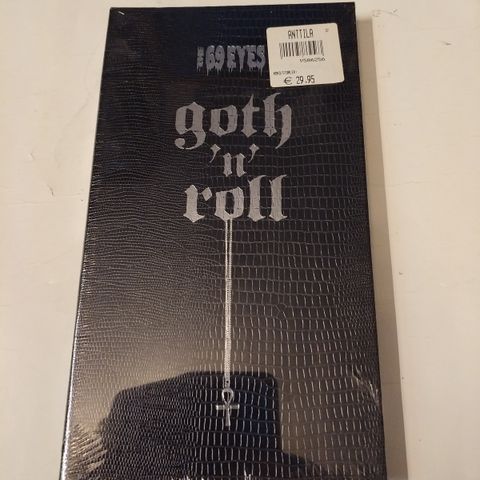 THE 69 EYES
ANTTILA
€ 29.95
goth
'n'
roll